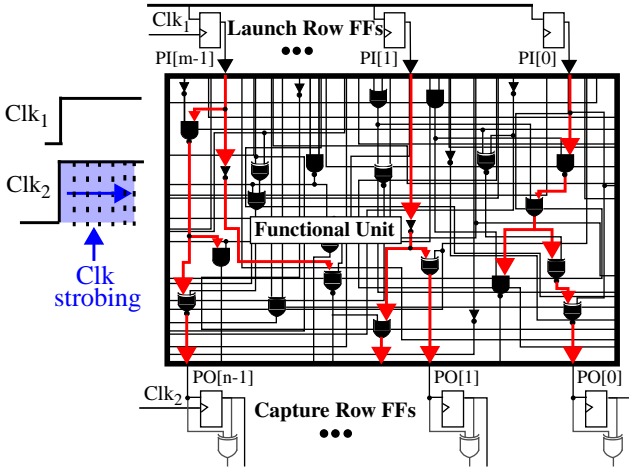 Clk1
Launch Row FFs
PI[m-1]
PI[1]
PI[0]
Clk1
Clk2
Clk
strobing
Functional Unit
PO[n-1]
PO[1]
PO[0]
Clk2
Capture Row FFs